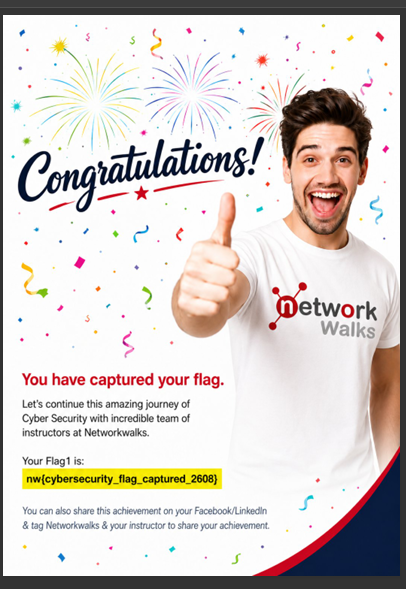 Congratulations!
network
Walks
You have captured your flag.
Let's continue this amazing journey of
Cyber Security with incredible team of
instructors at Networkwalks.
Your Flag1 is:
nw{cybersecurity_flag_captured_2608}
You can also share this achievement on your Facebook/LinkedIn
& tag Networkwalks & your instructor to share your achievement.